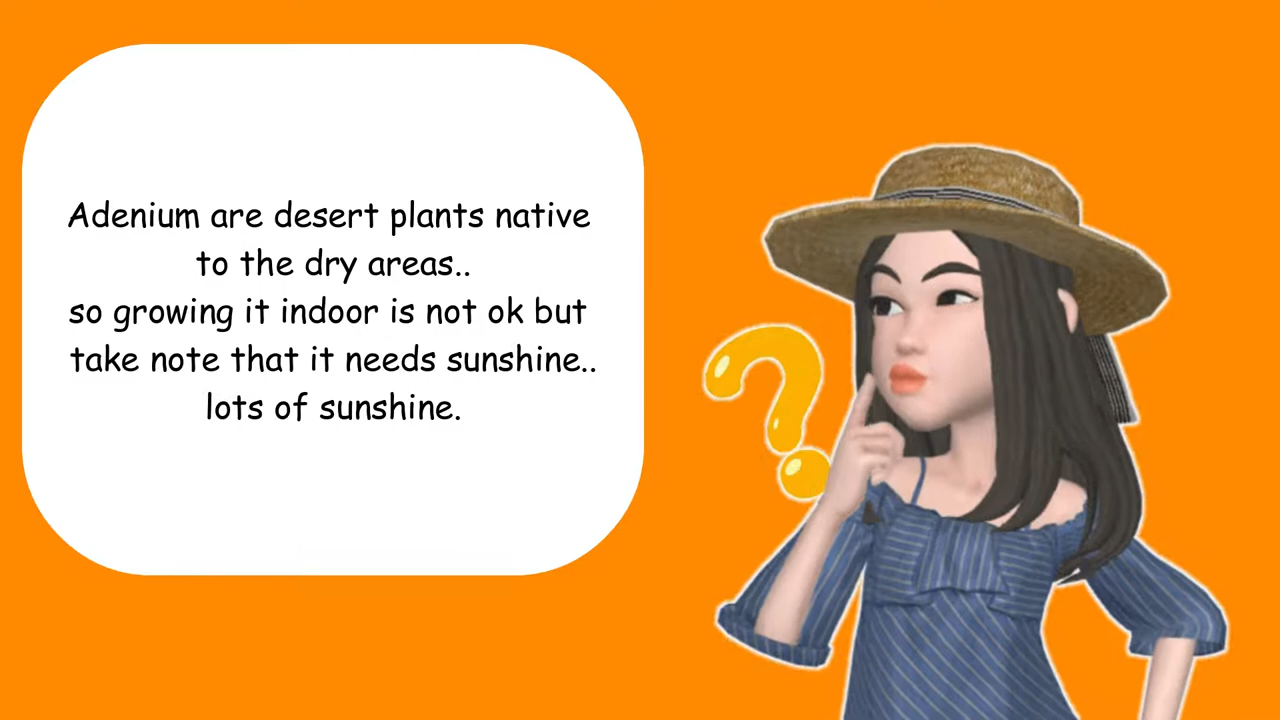 Adenium are desert plants native
to the dry areas..
so growing it indoor is not ok but
take note that it needs sunshine..
lots of sunshine.